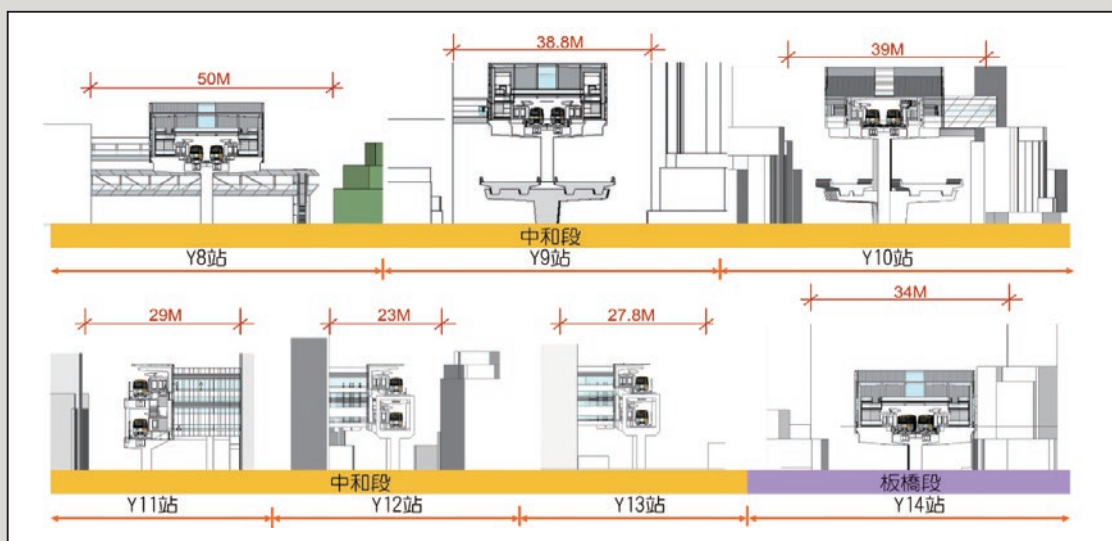 50M
38.8M
39M
中和段
Y8站
Y9站
Y10站
29M
23M
27.8M
34M
中和段
板橋段
Y11站
Y12站
Y13站
Y14站